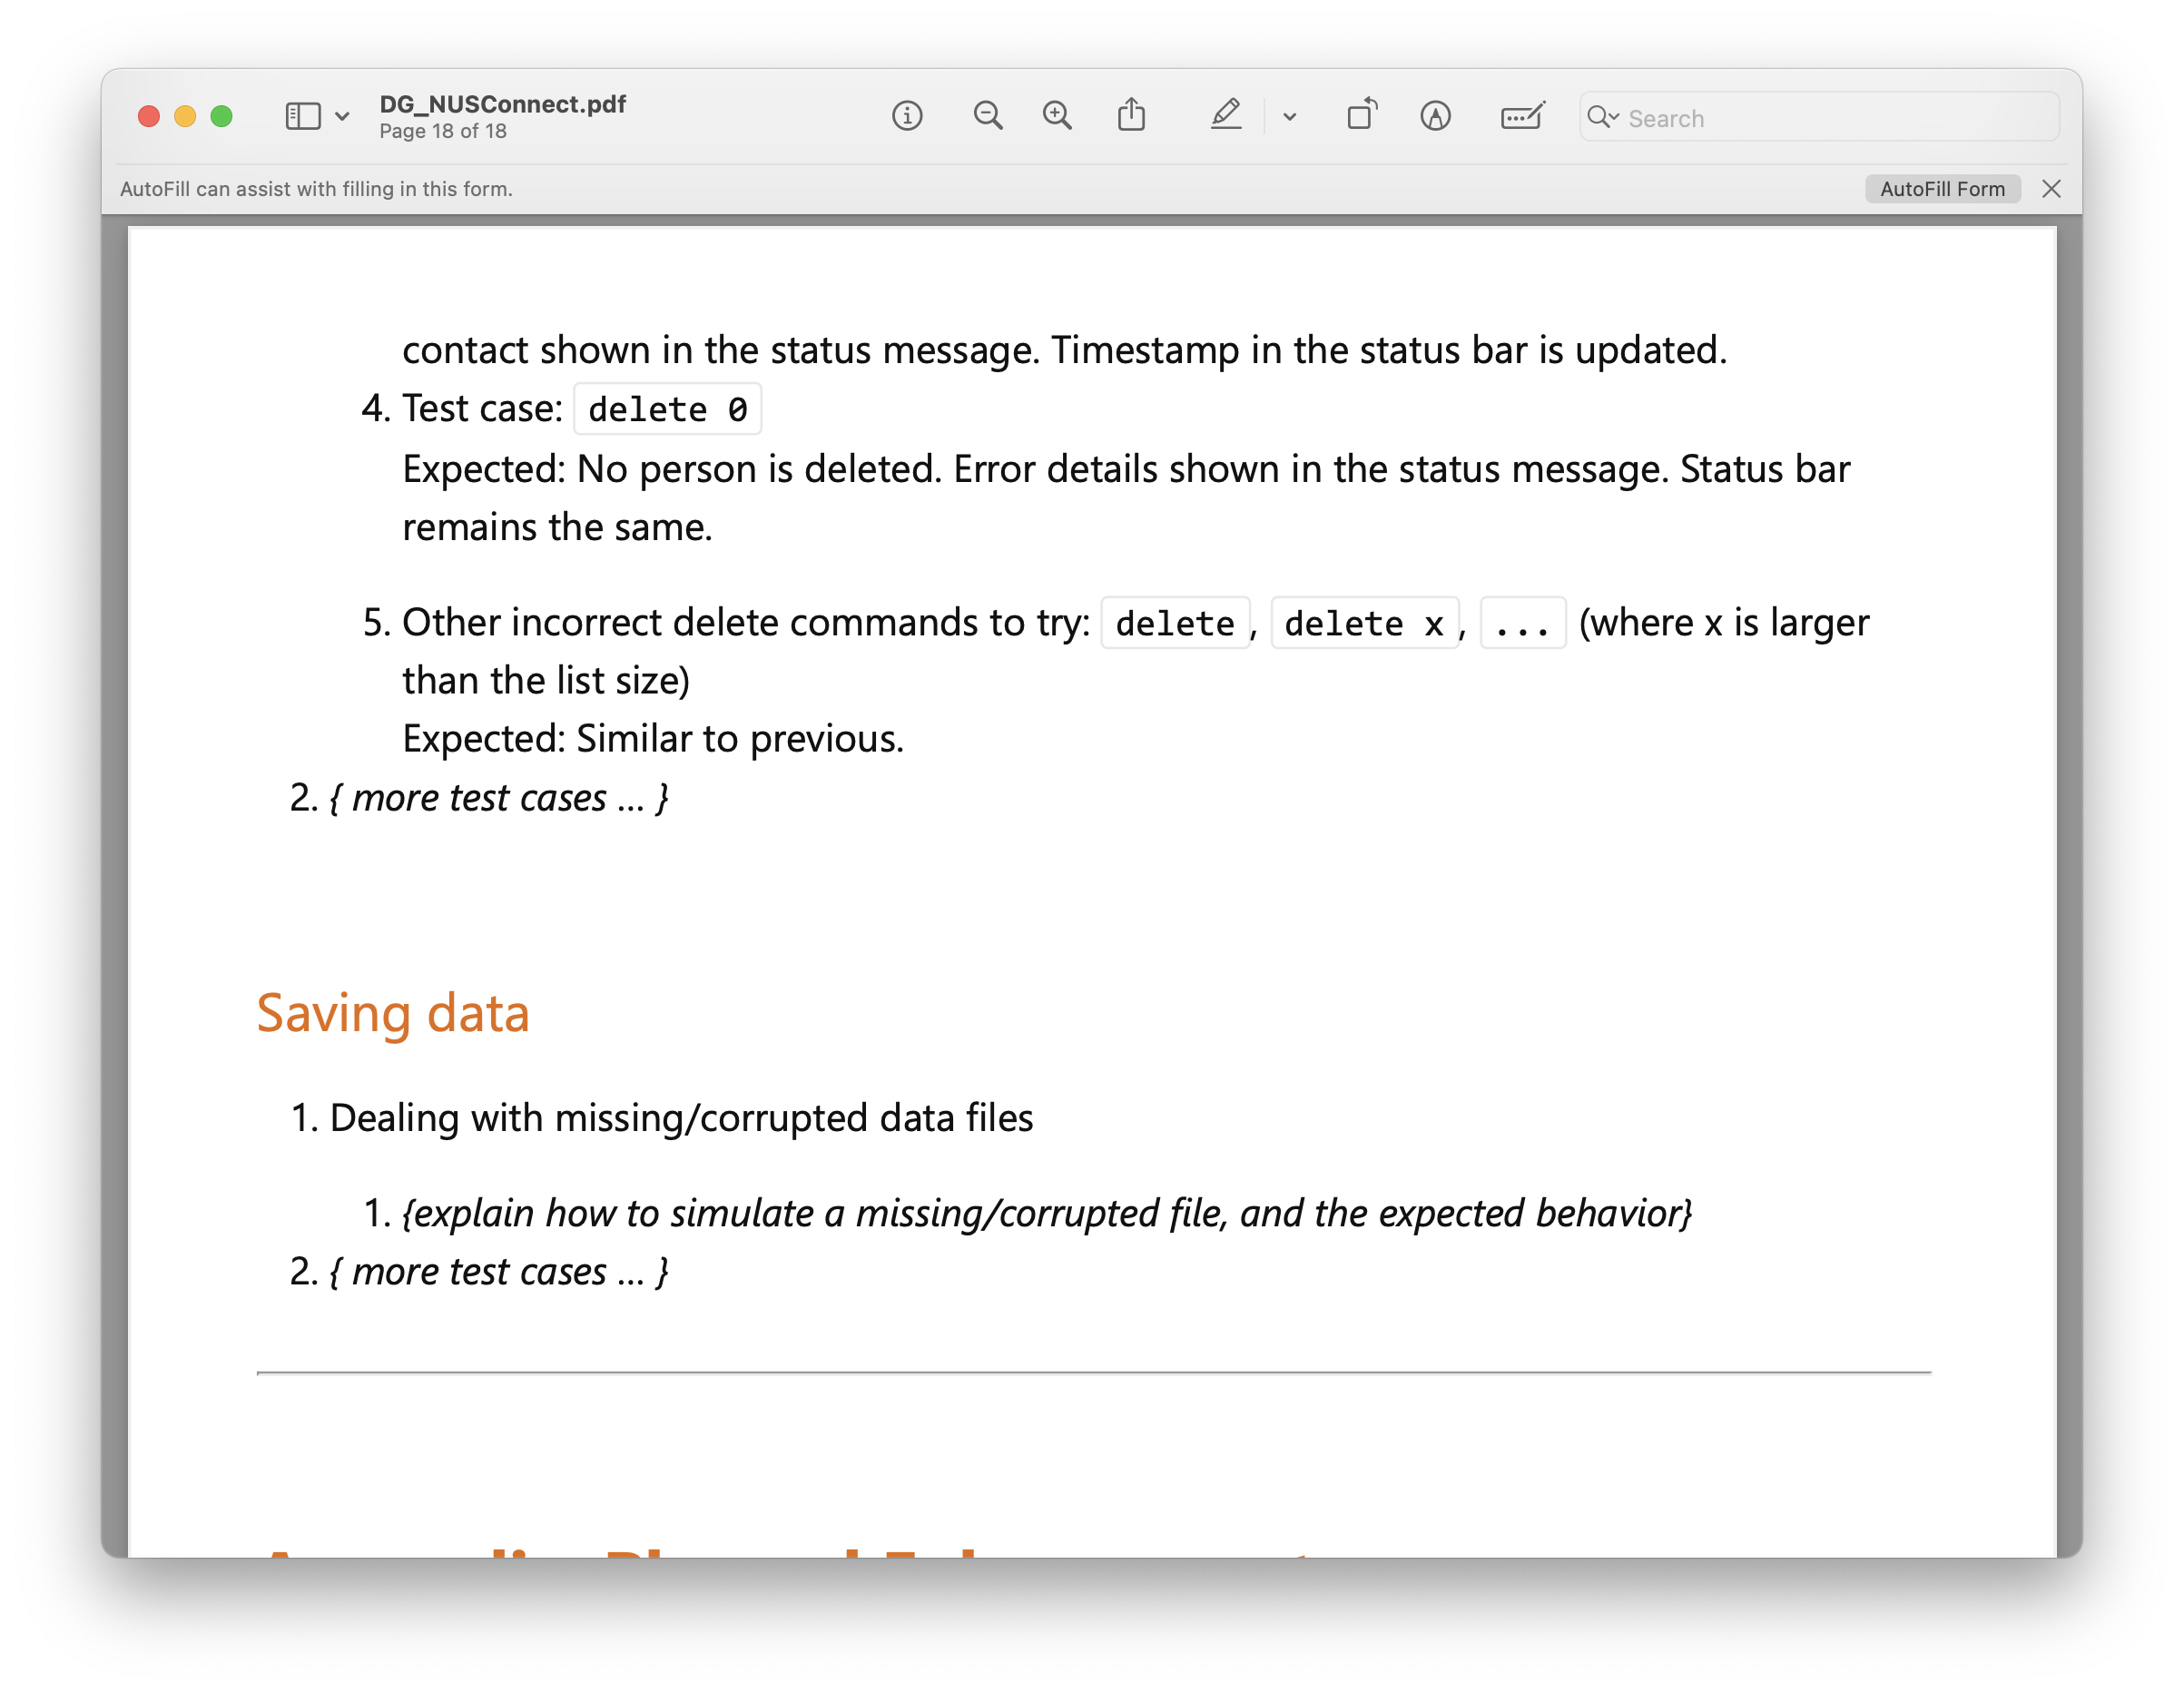 DG_NUSConnect.pdf
Page 18 of 18
Search
AutoFill can assist with filling in this form.
AutoFill Form
contact shown in the status message. Timestamp in the status bar is updated.
4. Test case: delete 0
Expected: No person is deleted. Error details shown in the status message. Status bar
remains the same.
5. Other incorrect delete commands to try: delete, delete x, ... (where x is larger
than the list size)
Expected: Similar to previous.
2. { more test cases ... }
Saving data
1. Dealing with missing/corrupted data files
1. {explain how to simulate a missing/corrupted file, and the expected behavior}
2. { more test cases ... }